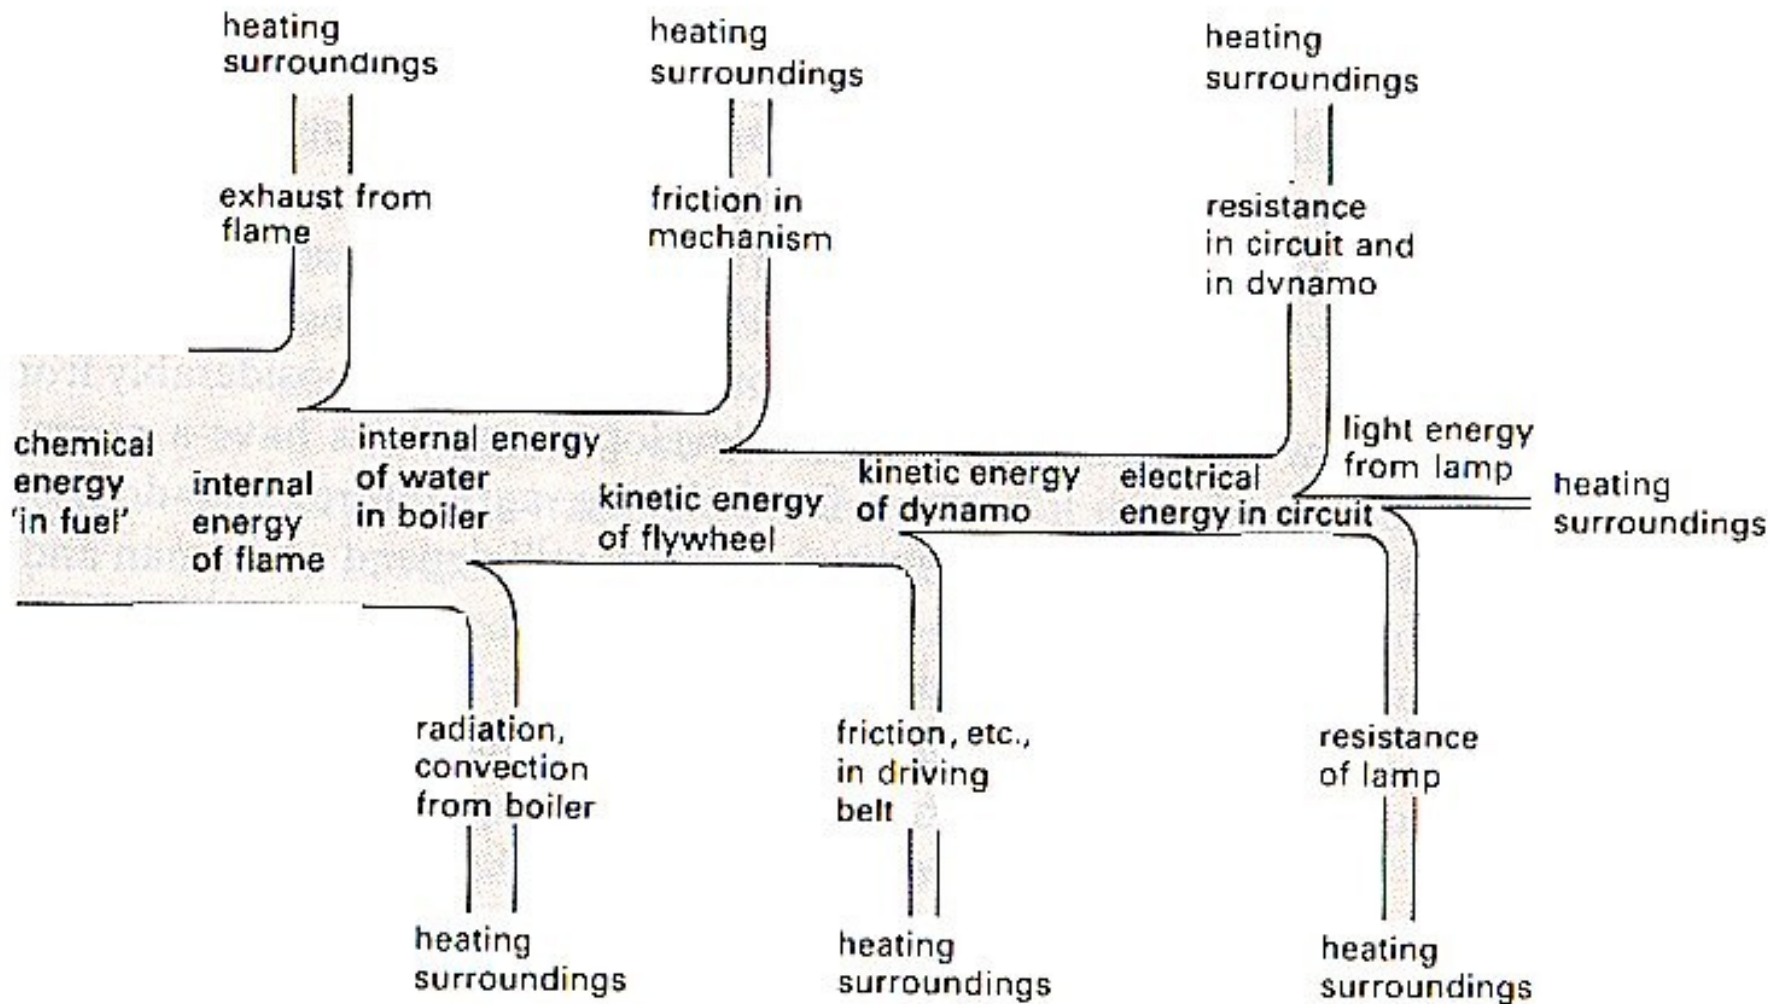 heating
surroundings
heating
surroundings
heating
surroundings
exhaust from
flame
friction in
mechanism
resistance
in circuit and
in dynamo
chemical
energy
'in fuel'
internal
energy
of flame
internal energy
of water
in boiler
kinetic energy
of flywheel
kinetic energy
of dynamo
electrical
energy in circuit
light energy
from lamp
heating
surroundings
radiation,
convection
from boiler
friction, etc.,
in driving
belt
resistance
of lamp
heating
surroundings
heating
surroundings
heating
surroundings